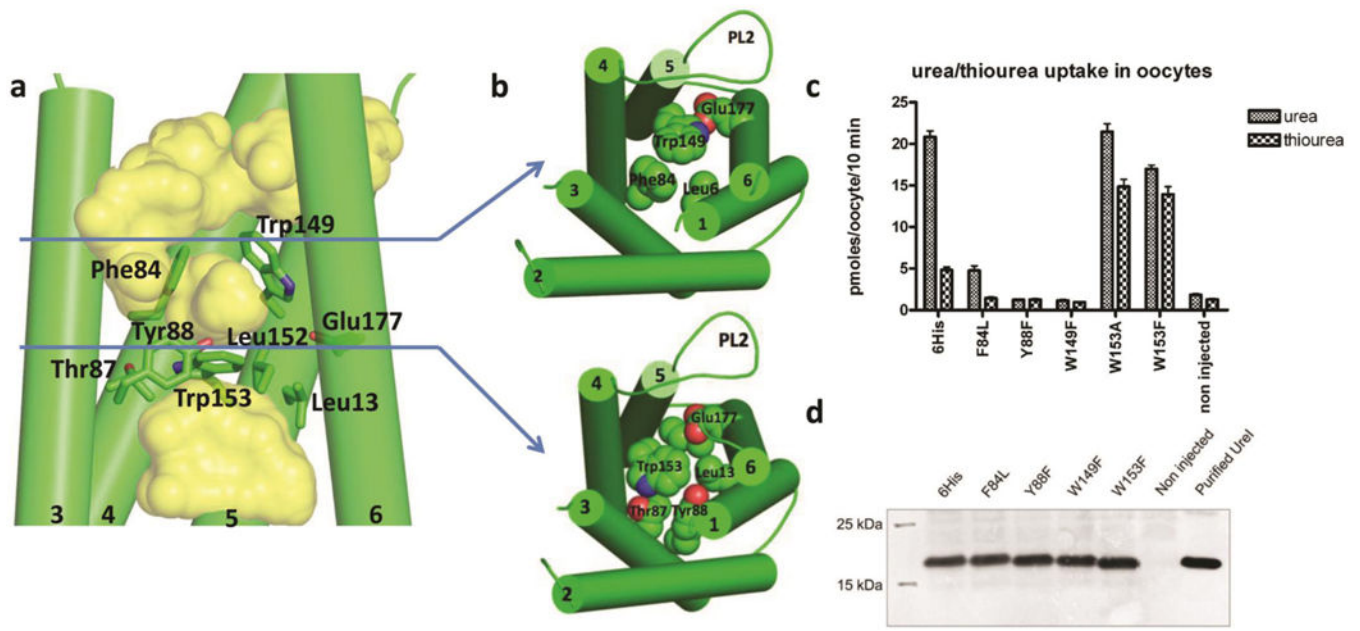 a
Trp149
Phe84
Tyr88
Glu177
Leu152
Thr87
Trp153
Leu13
3
4
5
6
b
PL2
4
5
Glu177
Trp149
Phe84
Leu6
3
6
1
2
PL2
5
4
Glu177
6
Trp153
Leu13
3
Thr87
Tyr88
1
2
c
urea/thiourea uptake in oocytes
pmoles/oocyte/10 min
25
20
15
10
5
0
6His
F84L
Y88F
W149F
W153A
W153F
non injected
urea
thiourea
d
6His
F84L
Y88F
W149F
W153F
Non injected
Purified UreI
25 kDa
15 kDa